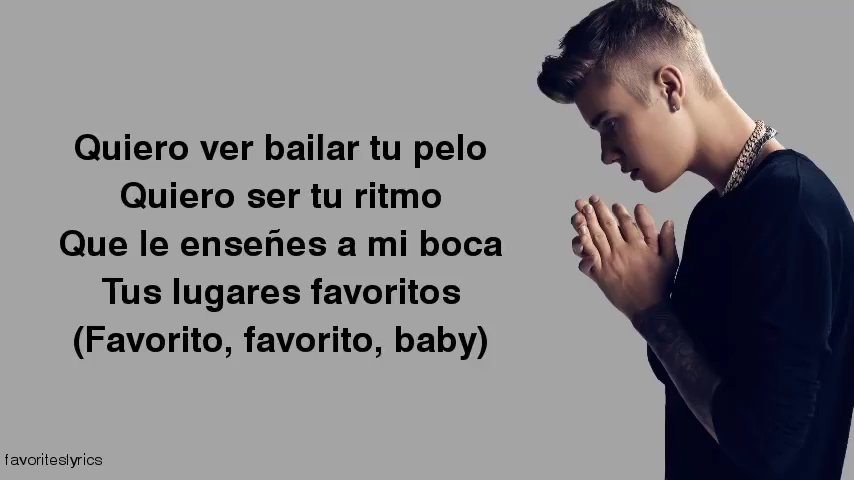 Quiero ver bailar tu pelo
Quiero ser tu ritmo
Que le enseñes a mi boca
Tus lugares favoritos
(Favorito, favorito, baby)
favoriteslyrics